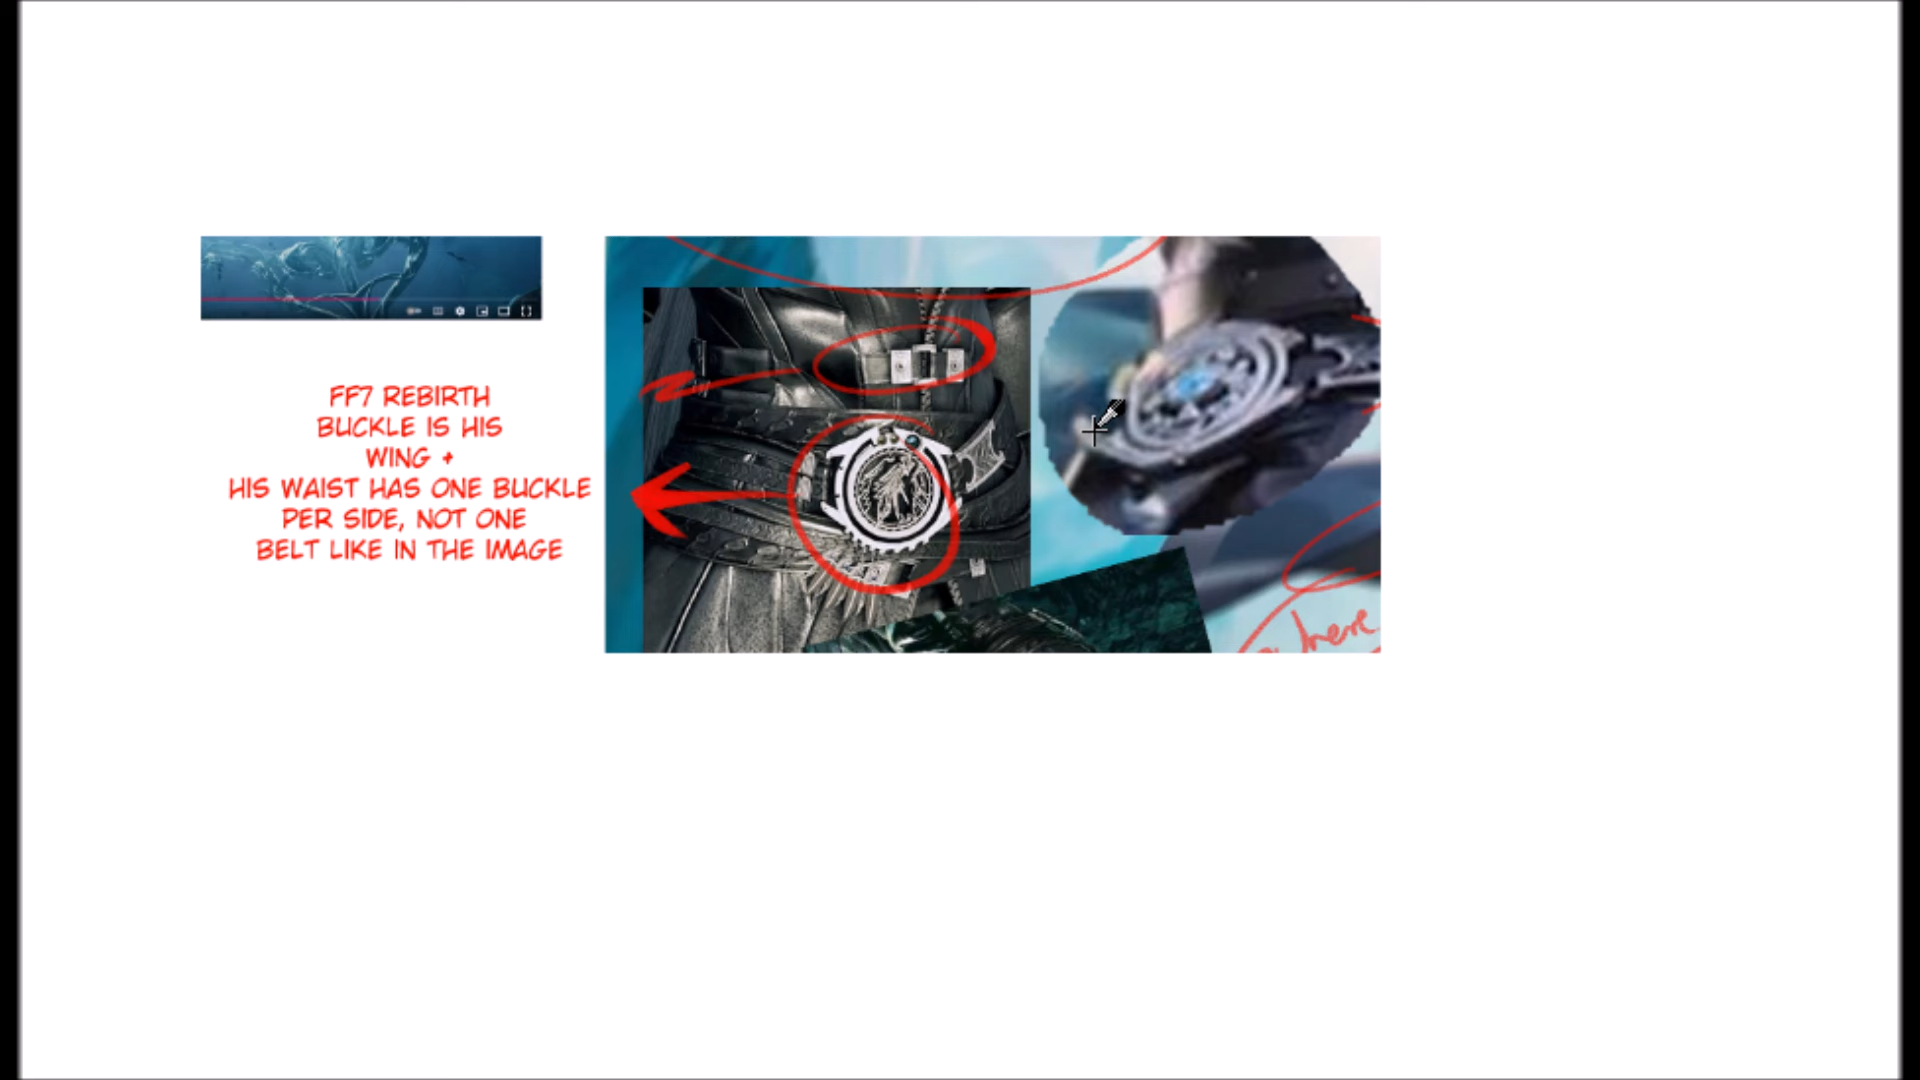 FF7 REBIRTH
BUCKLE IS HIS
WING +
HIS WAIST HAS ONE BUCKLE
PER SIDE, NOT ONE
BELT LIKE IN THE IMAGE
here